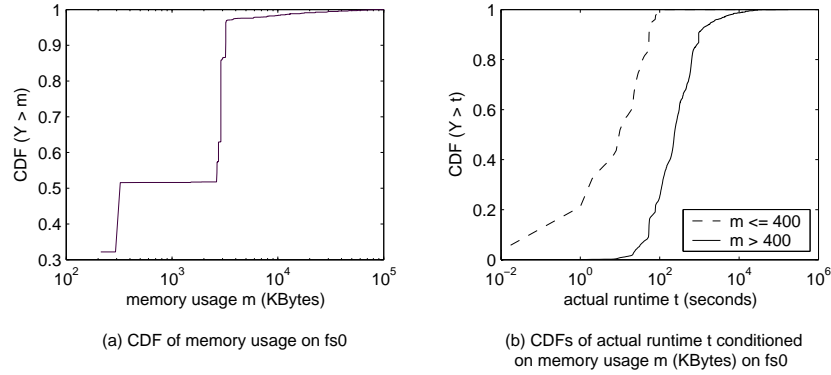 1
0.9
0.8
0.7
0.6
0.5
0.4
0.3
CDF (Y > m)
10^2
10^3
10^4
10^5
memory usage m (KBytes)
(a) CDF of memory usage on fs0
1
0.8
0.6
0.4
0.2
0
CDF (Y > t)
m <= 400
m > 400
10^-2
10^0
10^2
10^4
10^6
actual runtime t (seconds)
(b) CDFs of actual runtime t conditioned
on memory usage m (KBytes) on fs0